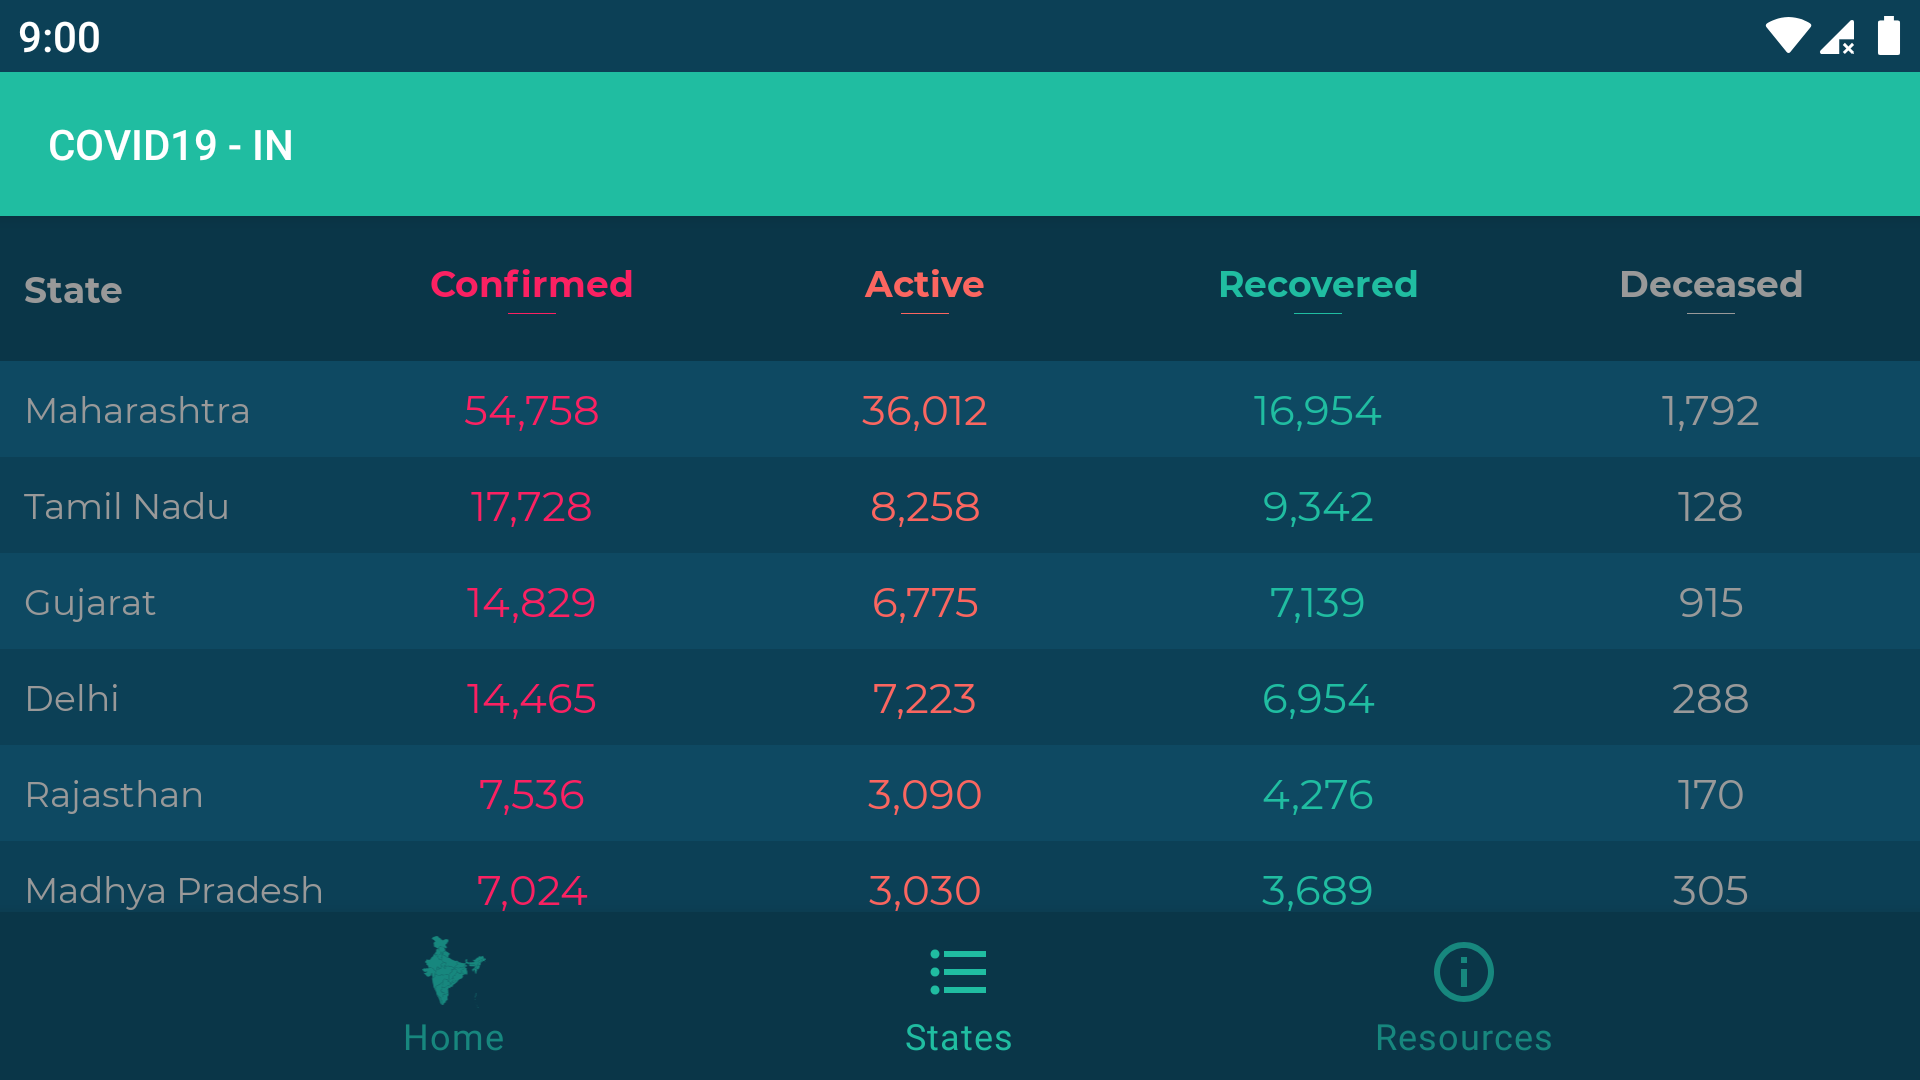 9:00
COVID19 - IN
State Confirmed Active Recovered Deceased
Maharashtra 54,758 36,012 16,954 1,792
Tamil Nadu 17,728 8,258 9,342 128
Gujarat 14,829 6,775 7,139 915
Delhi 14,465 7,223 6,954 288
Rajasthan 7,536 3,090 4,276 170
Madhya Pradesh 7,024 3,030 3,689 305
Home States Resources